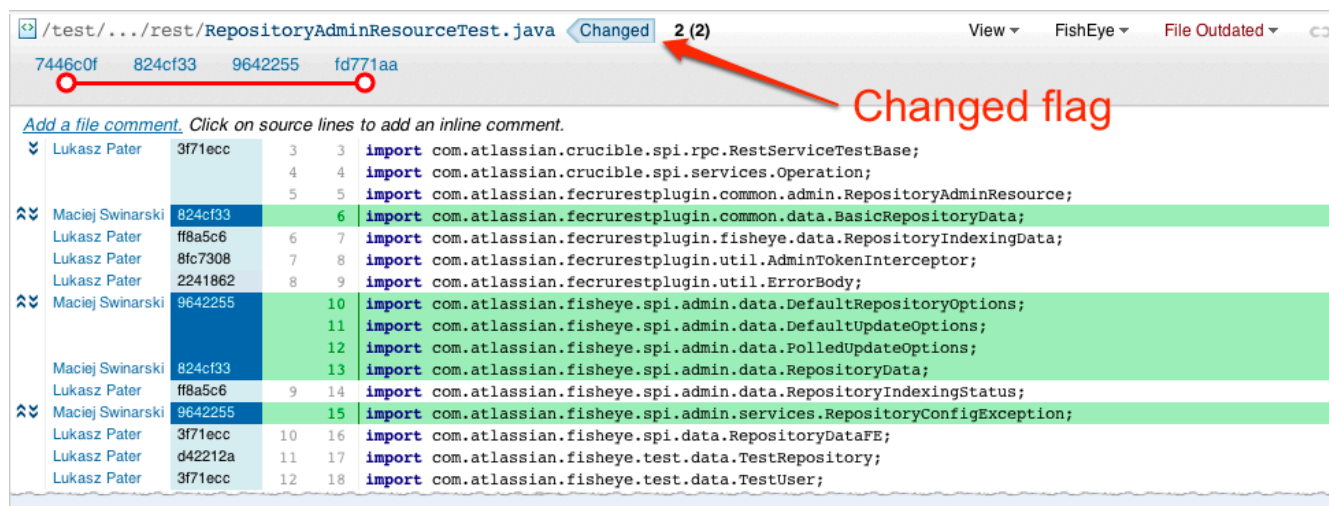 /test/.../rest/RepositoryAdminResourceTest.java Changed 2 (2) View FishEye File Outdated
7446c0f 824cf33 9642255 fd771aa
Changed flag
Add a file comment. Click on source lines to add an inline comment.
Lukasz Pater 3f71ecc 3 3 import com.atlassian.crucible.spi.rpc.RestServiceTestBase;
4 4 import com.atlassian.crucible.spi.services.Operation;
5 5 import com.atlassian.fecrurestplugin.common.admin.RepositoryAdminResource;
Maciej Swinarski 824cf33 6 import com.atlassian.fecrurestplugin.common.data.BasicRepositoryData;
Lukasz Pater ff8a5c6 6 7 import com.atlassian.fecrurestplugin.fisheye.data.RepositoryIndexingData;
Lukasz Pater 8fc7308 7 8 import com.atlassian.fecrurestplugin.util.AdminTokenInterceptor;
Lukasz Pater 2241862 8 9 import com.atlassian.fecrurestplugin.util.ErrorBody;
Maciej Swinarski 9642255 10 import com.atlassian.fisheye.spi.admin.data.DefaultRepositoryOptions;
11 import com.atlassian.fisheye.spi.admin.data.DefaultUpdateOptions;
12 import com.atlassian.fisheye.spi.admin.data.PolledUpdateOptions;
Maciej Swinarski 824cf33 13 import com.atlassian.fisheye.spi.admin.data.RepositoryData;
Lukasz Pater ff8a5c6 9 14 import com.atlassian.fisheye.spi.admin.data.RepositoryIndexingStatus;
Maciej Swinarski 9642255 15 import com.atlassian.fisheye.spi.admin.services.RepositoryConfigException;
Lukasz Pater 3f71ecc 10 16 import com.atlassian.fisheye.spi.data.RepositoryDataFE;
Lukasz Pater d42212a 11 17 import com.atlassian.fisheye.test.data.TestRepository;
Lukasz Pater 3f71ecc 12 18 import com.atlassian.fisheye.test.data.TestUser;